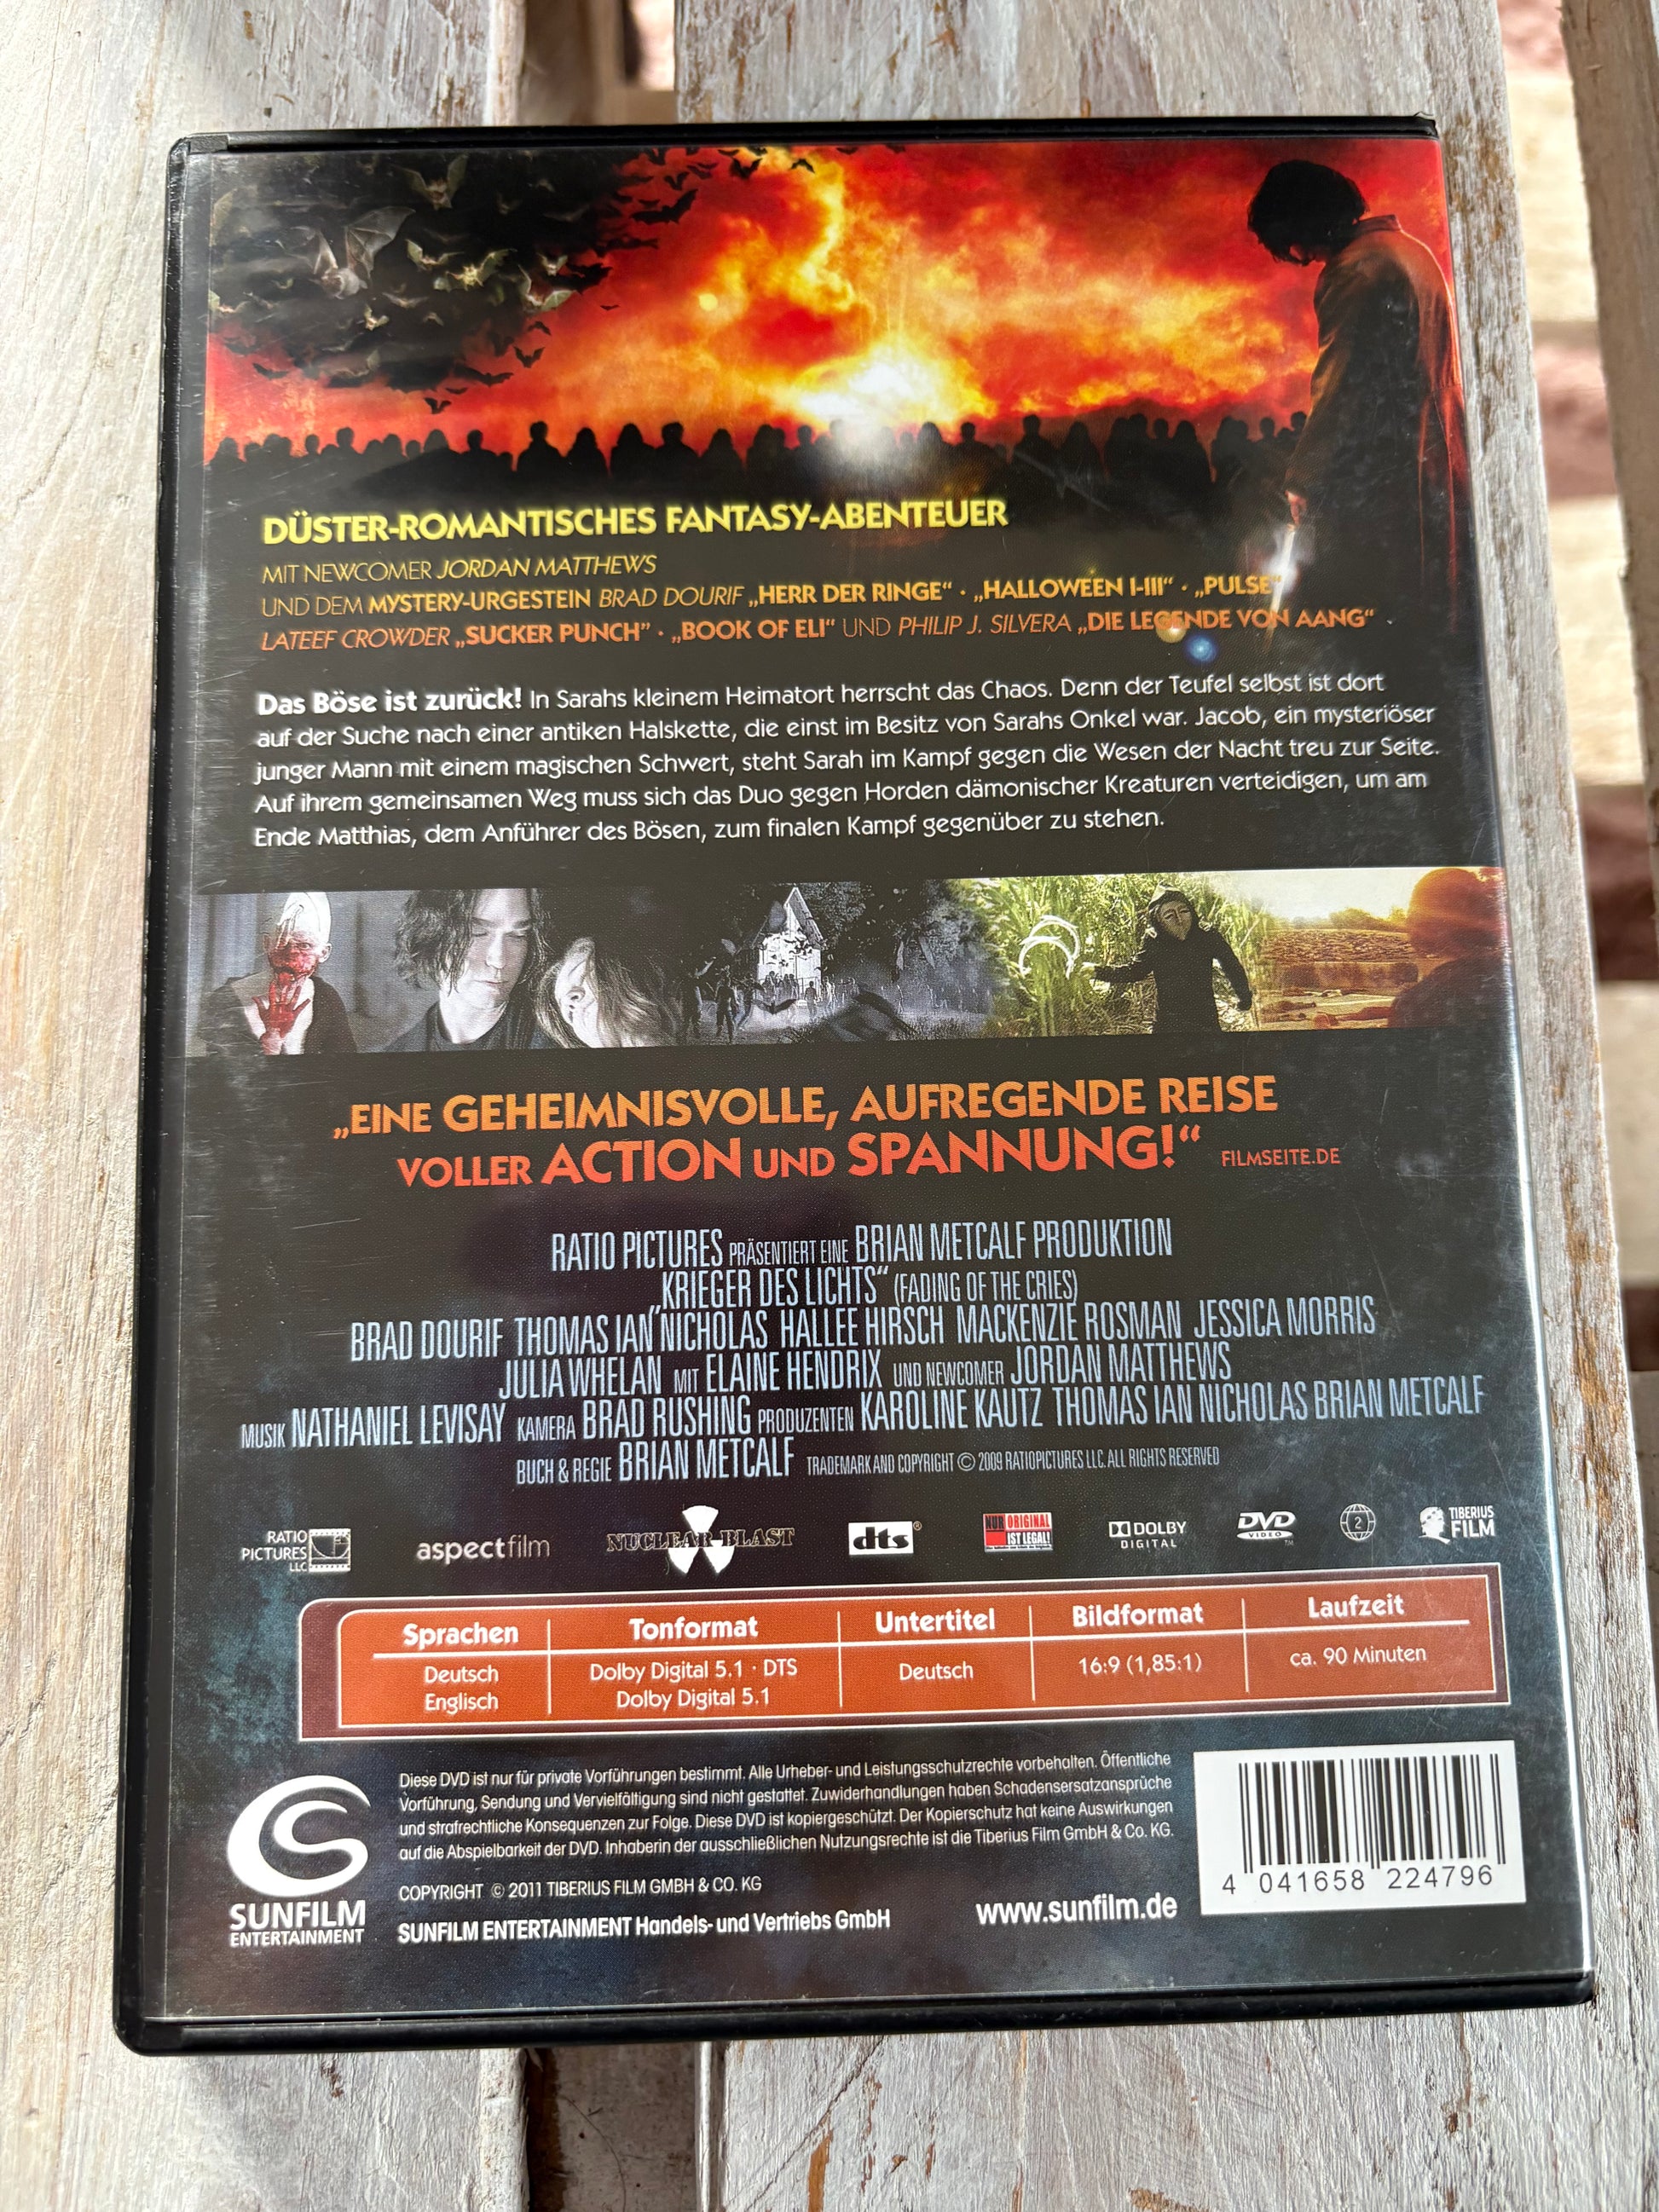 DÜSTER-ROMANTISCHES FANTASY-ABENTEUER
MIT NEWCOMER JORDAN MATTHEWS
UND DEM MYSTERY-URGESTEIN BRAD DOURIF „HERR DER RINGE“ · „HALLOWEEN I-III“ · „PULSE“
LATEEF CROWDER „SUCKER PUNCH” · „BOOK OF ELI“ UND PHILIP J. SILVERA „DIE LEGENDE VON AANG“
Das Böse ist zurück! In Sarahs kleinem Heimatort herrscht das Chaos. Denn der Teufel selbst ist dort
auf der Suche nach einer antiken Halskette, die einst im Besitz von Sarahs Onkel war. Jacob, ein mysteriöser
junger Mann mit einem magischen Schwert, steht Sarah im Kampf gegen die Wesen der Nacht treu zur Seite.
Auf ihrem gemeinsamen Weg muss sich das Duo gegen Horden dämonischer Kreaturen verteidigen, um am
Ende Matthias, dem Anführer des Bösen, zum finalen Kampf gegenüber zu stehen.
„EINE GEHEIMNISVOLLE, AUFREGENDE REISE
VOLLER ACTION UND SPANNUNG!“ FILMSEITE.DE
RATIO PICTURES PRÄSENTIERT EINE BRIAN METCALF PRODUKTION
„KRIEGER DES LICHTS“ (FADING OF THE CRIES)
BRAD DOURIF THOMAS IAN NICHOLAS HALLEE HIRSCH MACKENZIE ROSMAN JESSICA MORRIS
JULIA WHELAN MIT ELAINE HENDRIX UND NEWCOMER JORDAN MATTHEWS
MUSIK NATHANIEL LEVISAY KAMERA BRAD RUSHING PRODUZENTEN KAROLINE KAUTZ THOMAS IAN NICHOLAS BRIAN METCALF
BUCH & REGIE BRIAN METCALF TRADEMARK AND COPYRIGHT © 2009 RATIOPICTURES LLC. ALL RIGHTS RESERVED
RATIO
PICTURES
LLC
aspectfilm
NUCLEAR BLAST
dts®
NUR ORIGINAL
IST LEGAL!
DOLBY
DIGITAL
DVD
VIDEO ™
2
TIBERIUS
FILM
Sprachen Tonformat Untertitel Bildformat Laufzeit
Deutsch Dolby Digital 5.1 · DTS Deutsch 16:9 (1,85:1) ca. 90 Minuten
Englisch Dolby Digital 5.1
Diese DVD ist nur für private Vorführungen bestimmt. Alle Urheber- und Leistungsschutzrechte vorbehalten. Öffentliche
Vorführung, Sendung und Vervielfältigung sind nicht gestattet. Zuwiderhandlungen haben Schadensersatzansprüche
und strafrechtliche Konsequenzen zur Folge. Diese DVD ist kopiergeschützt. Der Kopierschutz hat keine Auswirkungen
auf die Abspielbarkeit der DVD. Inhaberin der ausschließlichen Nutzungsrechte ist die Tiberius Film GmbH & Co. KG.
COPYRIGHT © 2011 TIBERIUS FILM GMBH & CO. KG
SUNFILM ENTERTAINMENT Handels- und Vertriebs GmbH
www.sunfilm.de
SUNFILM
ENTERTAINMENT
4 041658 224796